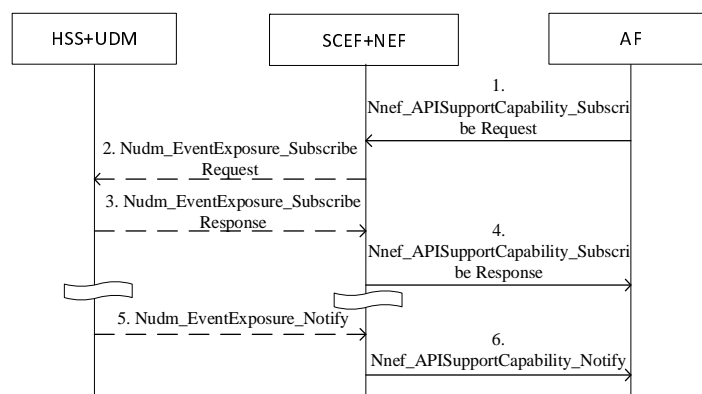 HSS+UDM
SCEF+NEF
AF
1.
Nnef_APISupportCapability_Subscri
be Request
2. Nudm_EventExposure_Subscribe
Request
3. Nudm_EventExposure_Subscribe
Response
4.
Nnef_APISupportCapability_Subscri
be Response
5. Nudm_EventExposure_Notify
6.
Nnef_APISupportCapability_Notify